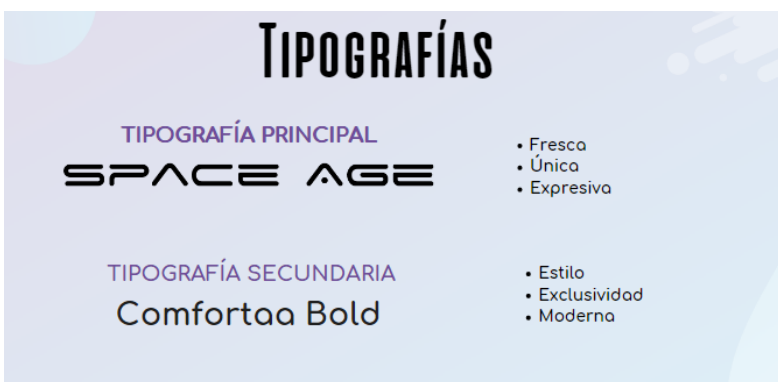 TIPOGRAFÍAS
TIPOGRAFÍA PRINCIPAL
SPACE AGE
• Fresca
• Única
• Expresiva
TIPOGRAFÍA SECUNDARIA
Comfortaa Bold
• Estilo
• Exclusividad
• Moderna